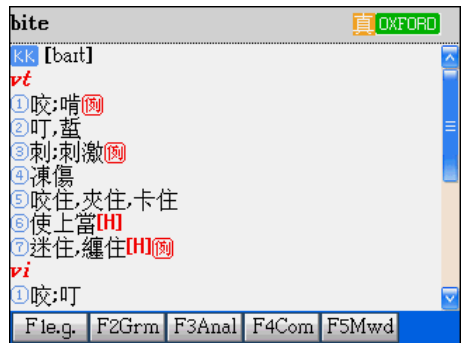 bite 真 OXFORD
KK [baɪt]
vt
①咬;啃例
②叮,蜇
③刺;刺激例
④凍傷
⑤咬住,夾住,卡住
⑥使上當[H]
⑦迷住,纏住[H]例
vi
①咬;叮
F1e.g. F2Grm F3Anal F4Com F5Mwd